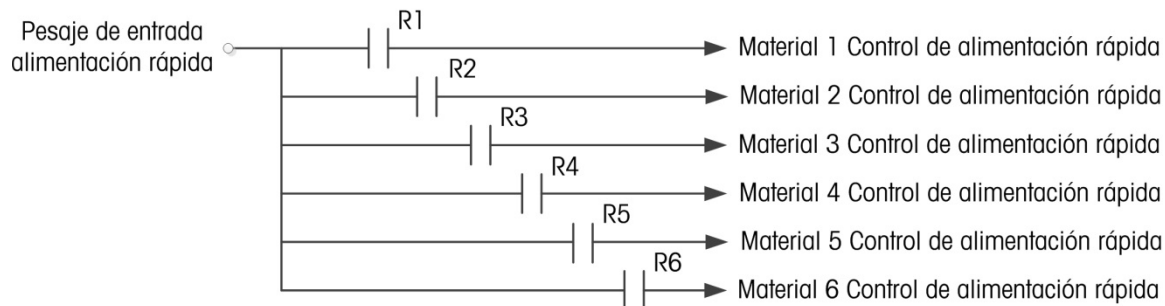 Pesaje de entrada
alimentación rápida
R1
Material 1 Control de alimentación rápida
R2
Material 2 Control de alimentación rápida
R3
Material 3 Control de alimentación rápida
R4
Material 4 Control de alimentación rápida
R5
Material 5 Control de alimentación rápida
R6
Material 6 Control de alimentación rápida